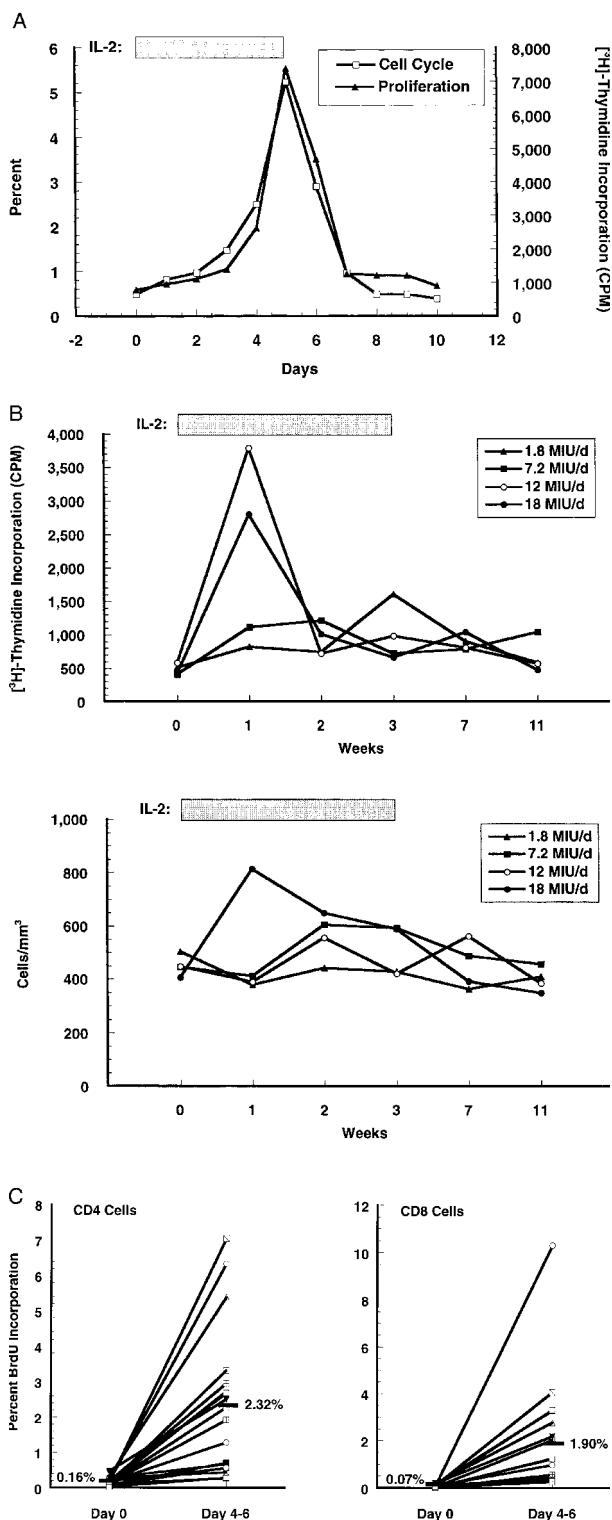 A
IL-2:
Cell Cycle
Proliferation
6
5
4
3
2
1
0
Percent
8,000
7,000
6,000
5,000
4,000
3,000
2,000
1,000
0
[³H]-Thymidine Incorporation (CPM)
-2 0 2 4 6 8 10 12
Days
B
IL-2:
4,000
3,500
3,000
2,500
2,000
1,500
1,000
500
0
[³H]-Thymidine Incorporation (CPM)
1.8 MIU/d
7.2 MIU/d
12 MIU/d
18 MIU/d
0 1 2 3 7 11
Weeks
IL-2:
1,000
800
600
400
200
0
Cells/mm³
1.8 MIU/d
7.2 MIU/d
12 MIU/d
18 MIU/d
0 1 2 3 7 11
Weeks
C
CD4 Cells
8
7
6
5
4
3
2
1
0
Percent BrdU Incorporation
0.16%
2.32%
Day 0 Day 4-6
CD8 Cells
12
10
8
6
4
2
0
0.07%
1.90%
Day 0 Day 4-6